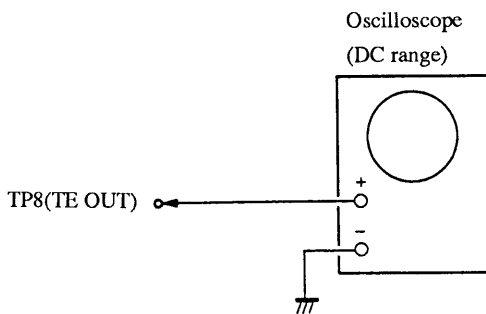 Oscilloscope
(DC range)
+
TP8(TE OUT)
−